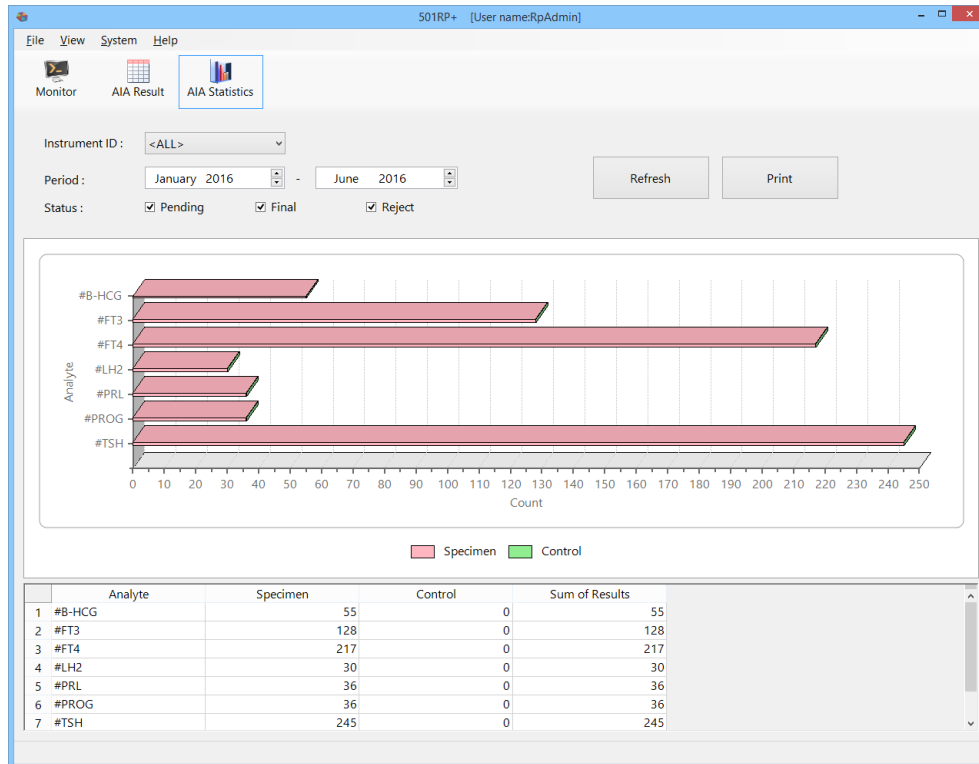 501RP+ [User name:RpAdmin]
File View System Help
Monitor AIA Result AIA Statistics
Instrument ID : <ALL>
Period : January 2016 - June 2016
Refresh Print
Status : Pending Final Reject
#B-HCG
#FT3
#FT4
#LH2
#PRL
#PROG
#TSH
Analyte
0 10 20 30 40 50 60 70 80 90 100 110 120 130 140 150 160 170 180 190 200 210 220 230 240 250
Count
Specimen Control
Analyte Specimen Control Sum of Results
1 #B-HCG 55 0 55
2 #FT3 128 0 128
3 #FT4 217 0 217
4 #LH2 30 0 30
5 #PRL 36 0 36
6 #PROG 36 0 36
7 #TSH 245 0 245